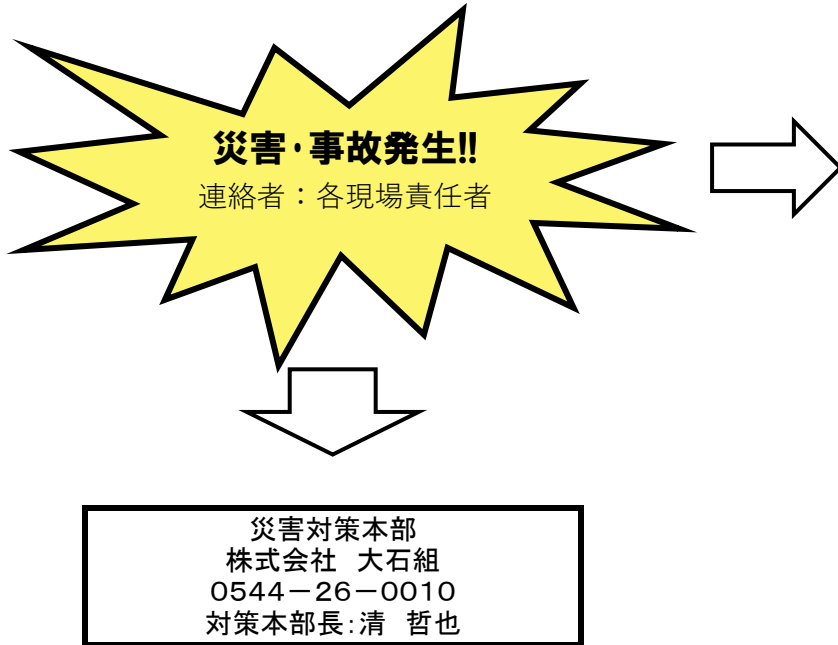 災害・事故発生!!
連絡者：各現場責任者
災害対策本部
株式会社　大石組
0544－26－0010
対策本部長:清　哲也